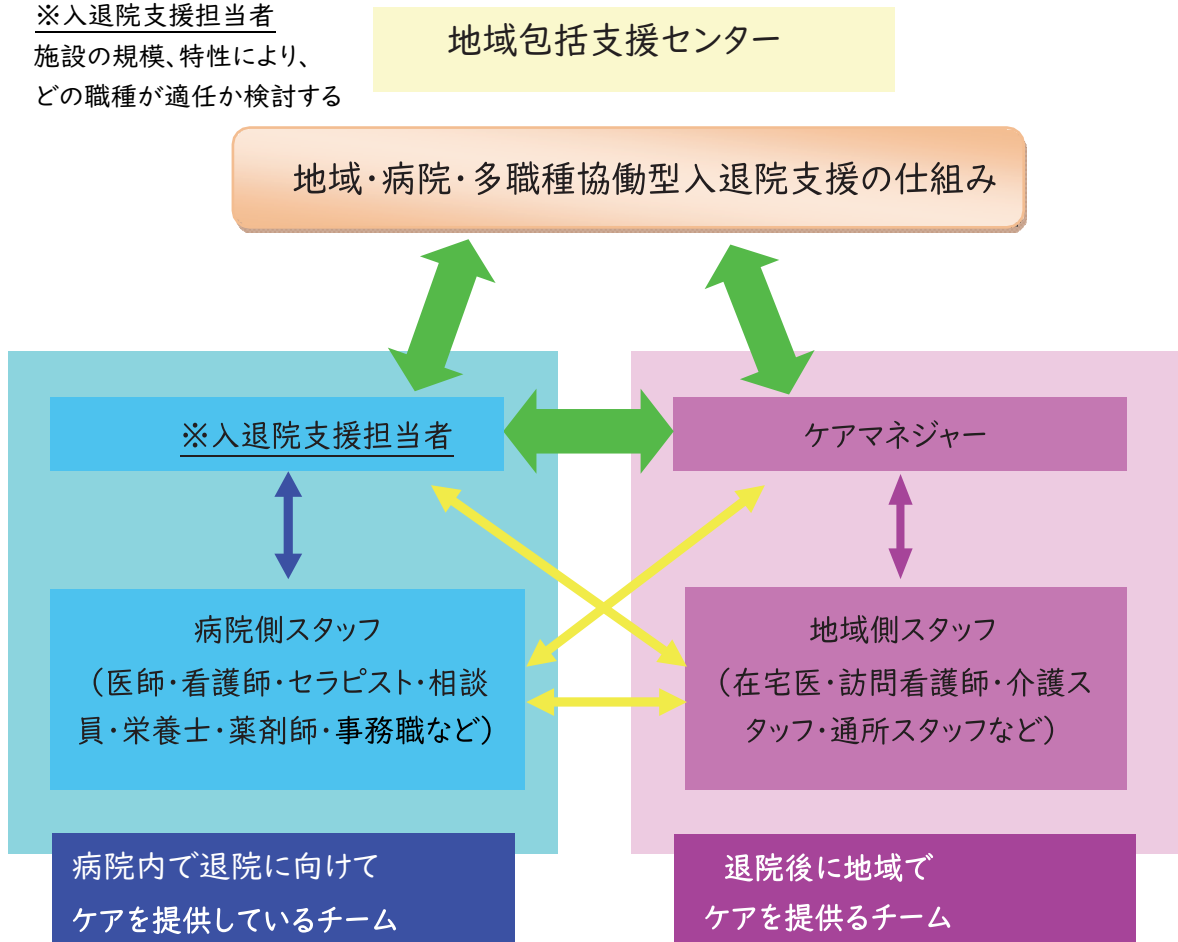 ※入退院支援担当者
施設の規模、特性により、
どの職種が適任か検討する
地域包括支援センター
地域・病院・多職種協働型入退院支援の仕組み
※入退院支援担当者
ケアマネジャー
病院側スタッフ
（医師・看護師・セラピスト・相談
員・栄養士・薬剤師・事務職など）
地域側スタッフ
（在宅医・訪問看護師・介護ス
タッフ・通所スタッフなど）
病院内で退院に向けて
ケアを提供しているチーム
退院後に地域で
ケアを提供るチーム